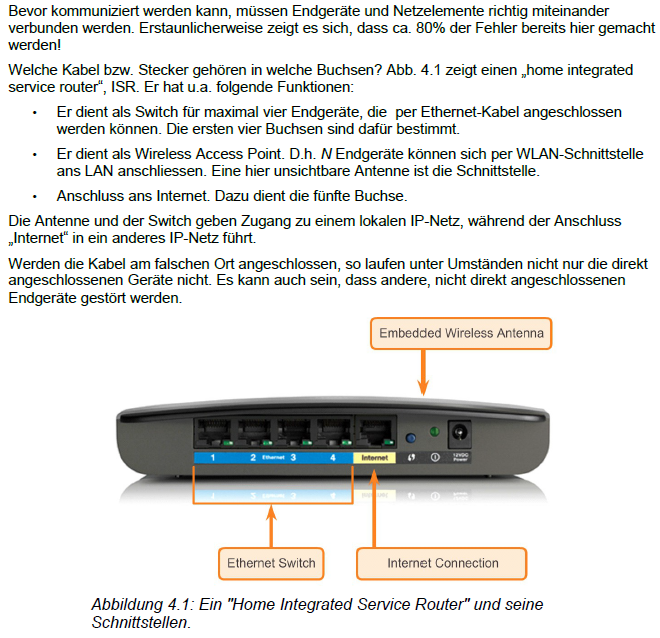 Bevor kommuniziert werden kann, müssen Endgeräte und Netzelemente richtig miteinander
verbunden werden. Erstaunlicherweise zeigt es sich, dass ca. 80% der Fehler bereits hier gemacht
werden!
Welche Kabel bzw. Stecker gehören in welche Buchsen? Abb. 4.1 zeigt einen „home integrated
service router“, ISR. Er hat u.a. folgende Funktionen:
• Er dient als Switch für maximal vier Endgeräte, die per Ethernet-Kabel angeschlossen
werden können. Die ersten vier Buchsen sind dafür bestimmt.
• Er dient als Wireless Access Point. D.h. N Endgeräte können sich per WLAN-Schnittstelle
ans LAN anschliessen. Eine hier unsichtbare Antenne ist die Schnittstelle.
• Anschluss ans Internet. Dazu dient die fünfte Buchse.
Die Antenne und der Switch geben Zugang zu einem lokalen IP-Netz, während der Anschluss
„Internet“ in ein anderes IP-Netz führt.
Werden die Kabel am falschen Ort angeschlossen, so laufen unter Umständen nicht nur die direkt
angeschlossenen Geräte nicht. Es kann auch sein, dass andere, nicht direkt angeschlossenen
Endgeräte gestört werden.
Embedded Wireless Antenna
1 2 Ethernet 3 4 Internet 12VDC
Power
Ethernet Switch Internet Connection
Abbildung 4.1: Ein "Home Integrated Service Router" und seine
Schnittstellen.